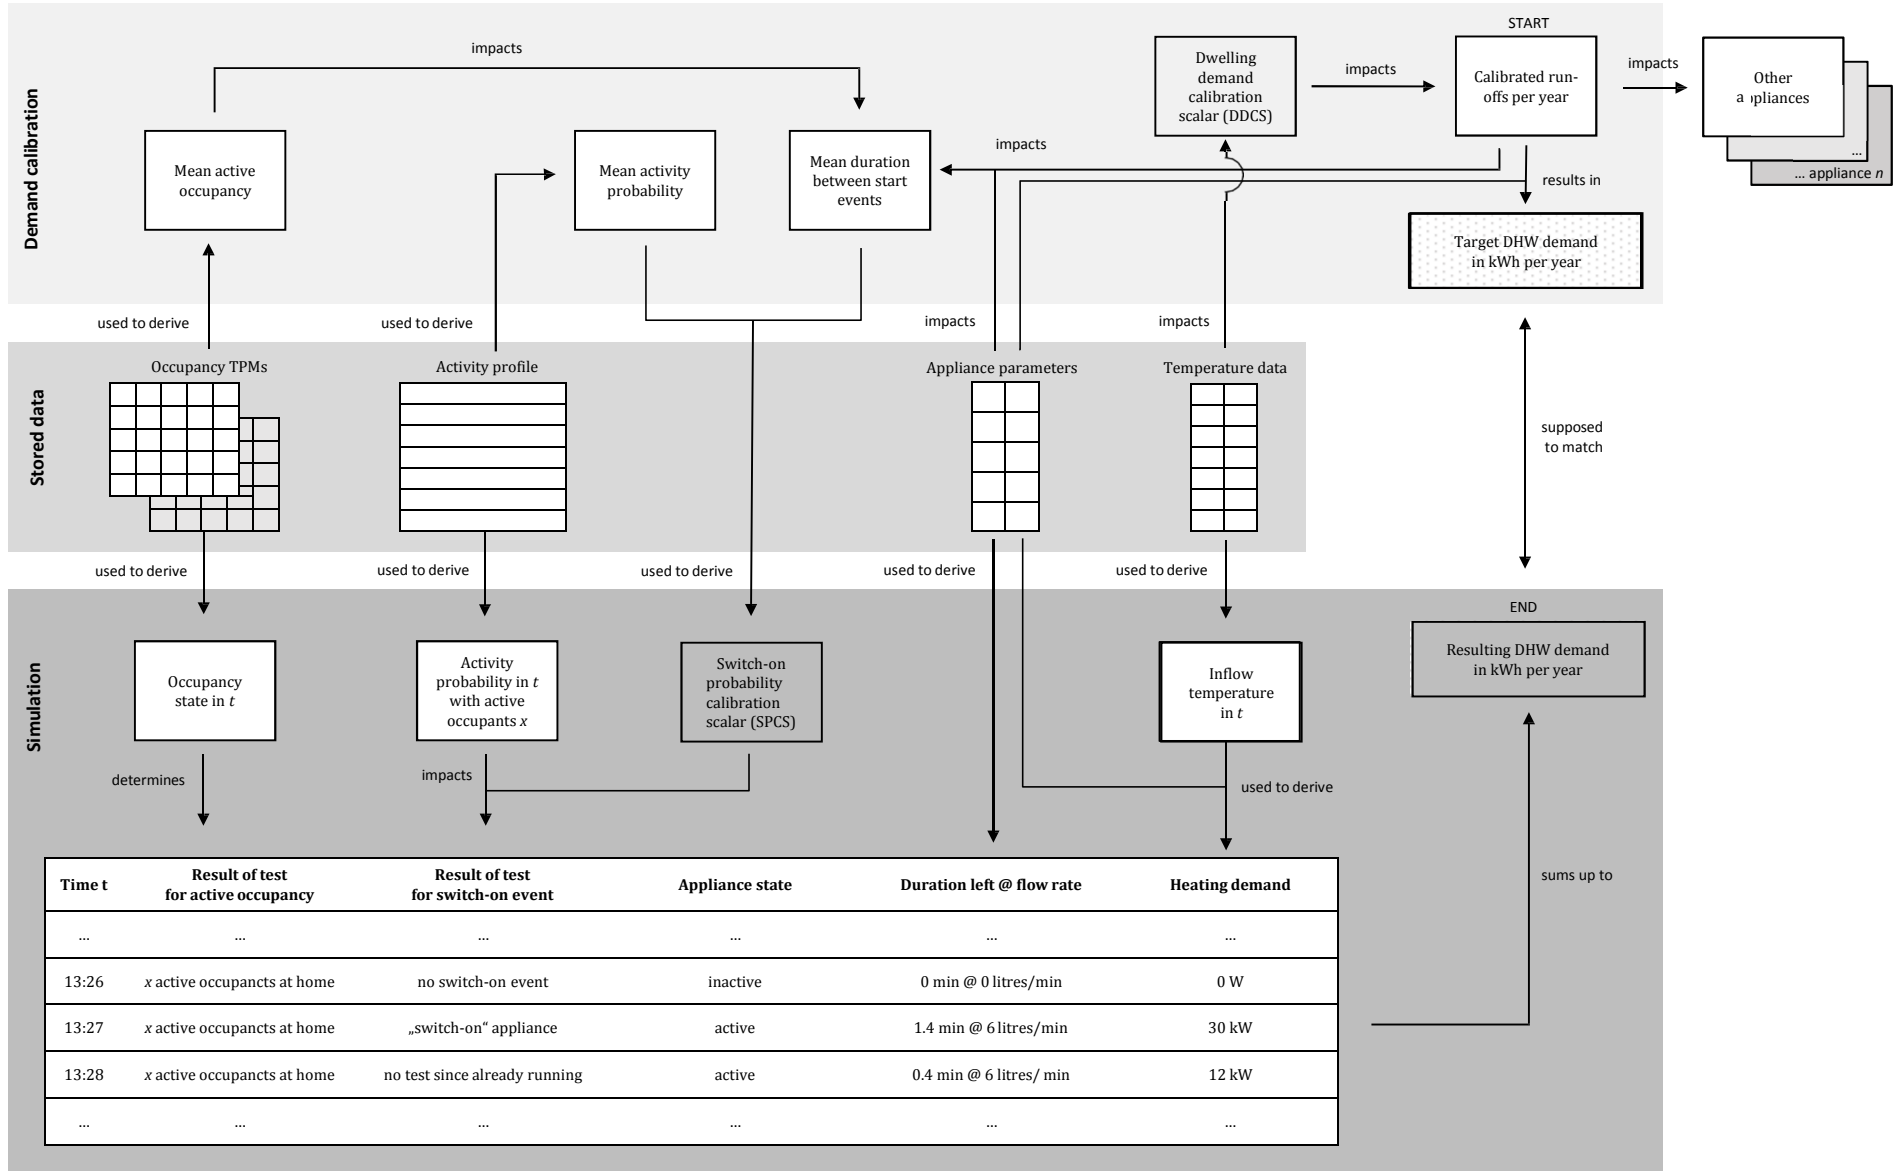 START
impacts
Dwelling
demand
calibration
scalar (DDCS)
impacts
Calibrated run-
offs per year
impacts
Other
a ppliances
...
... appliance n
Demand calibration
Mean active
occupancy
Mean activity
probability
Mean duration
between start
events
impacts
results in
Target DHW demand
in kWh per year
used to derive
used to derive
impacts
impacts
Stored data
Occupancy TPMs
Activity profile
Appliance parameters
Temperature data
supposed
to match
used to derive
used to derive
used to derive
used to derive
used to derive
Simulation
END
Resulting DHW demand
in kWh per year
Occupancy
state in t
Activity
probability in t
with active
occupants x
Switch-on
probability
calibration
scalar (SPCS)
Inflow
temperature
in t
determines
impacts
used to derive
sums up to
Time t Result of test for active occupancy Result of test for switch-on event Appliance state Duration left @ flow rate Heating demand
... ... ... ... ... ...
13:26 x active occupancts at home no switch-on event inactive 0 min @ 0 litres/min 0 W
13:27 x active occupancts at home „switch-on“ appliance active 1.4 min @ 6 litres/min 30 kW
13:28 x active occupancts at home no test since already running active 0.4 min @ 6 litres/ min 12 kW
... ... ... ... ... ...